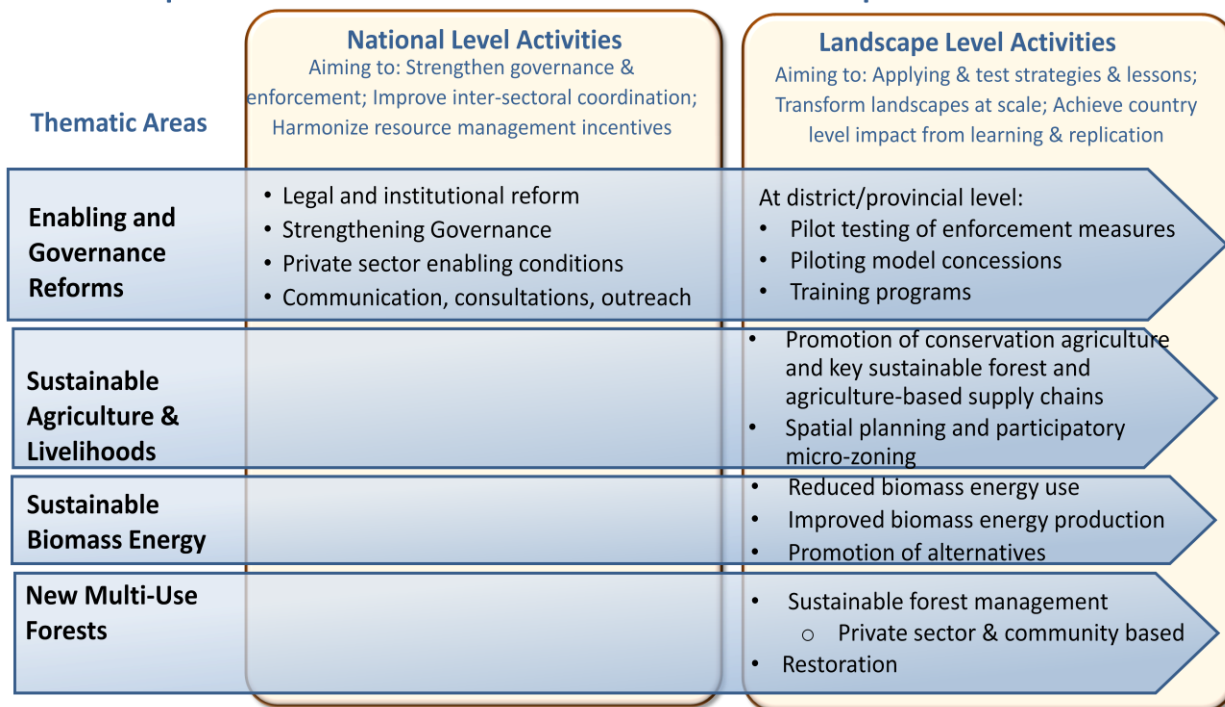 National Level Activities
Aiming to: Strengthen governance &
enforcement; Improve inter-sectoral coordination;
Harmonize resource management incentives
Landscape Level Activities
Aiming to: Applying & test strategies & lessons;
Transform landscapes at scale; Achieve country
level impact from learning & replication
Thematic Areas
Enabling and
Governance
Reforms
• Legal and institutional reform
• Strengthening Governance
• Private sector enabling conditions
• Communication, consultations, outreach
At district/provincial level:
• Pilot testing of enforcement measures
• Piloting model concessions
• Training programs
Sustainable
Agriculture &
Livelihoods
• Promotion of conservation agriculture
and key sustainable forest and
agriculture-based supply chains
• Spatial planning and participatory
micro-zoning
Sustainable
Biomass Energy
• Reduced biomass energy use
• Improved biomass energy production
• Promotion of alternatives
New Multi-Use
Forests
• Sustainable forest management
o Private sector & community based
• Restoration